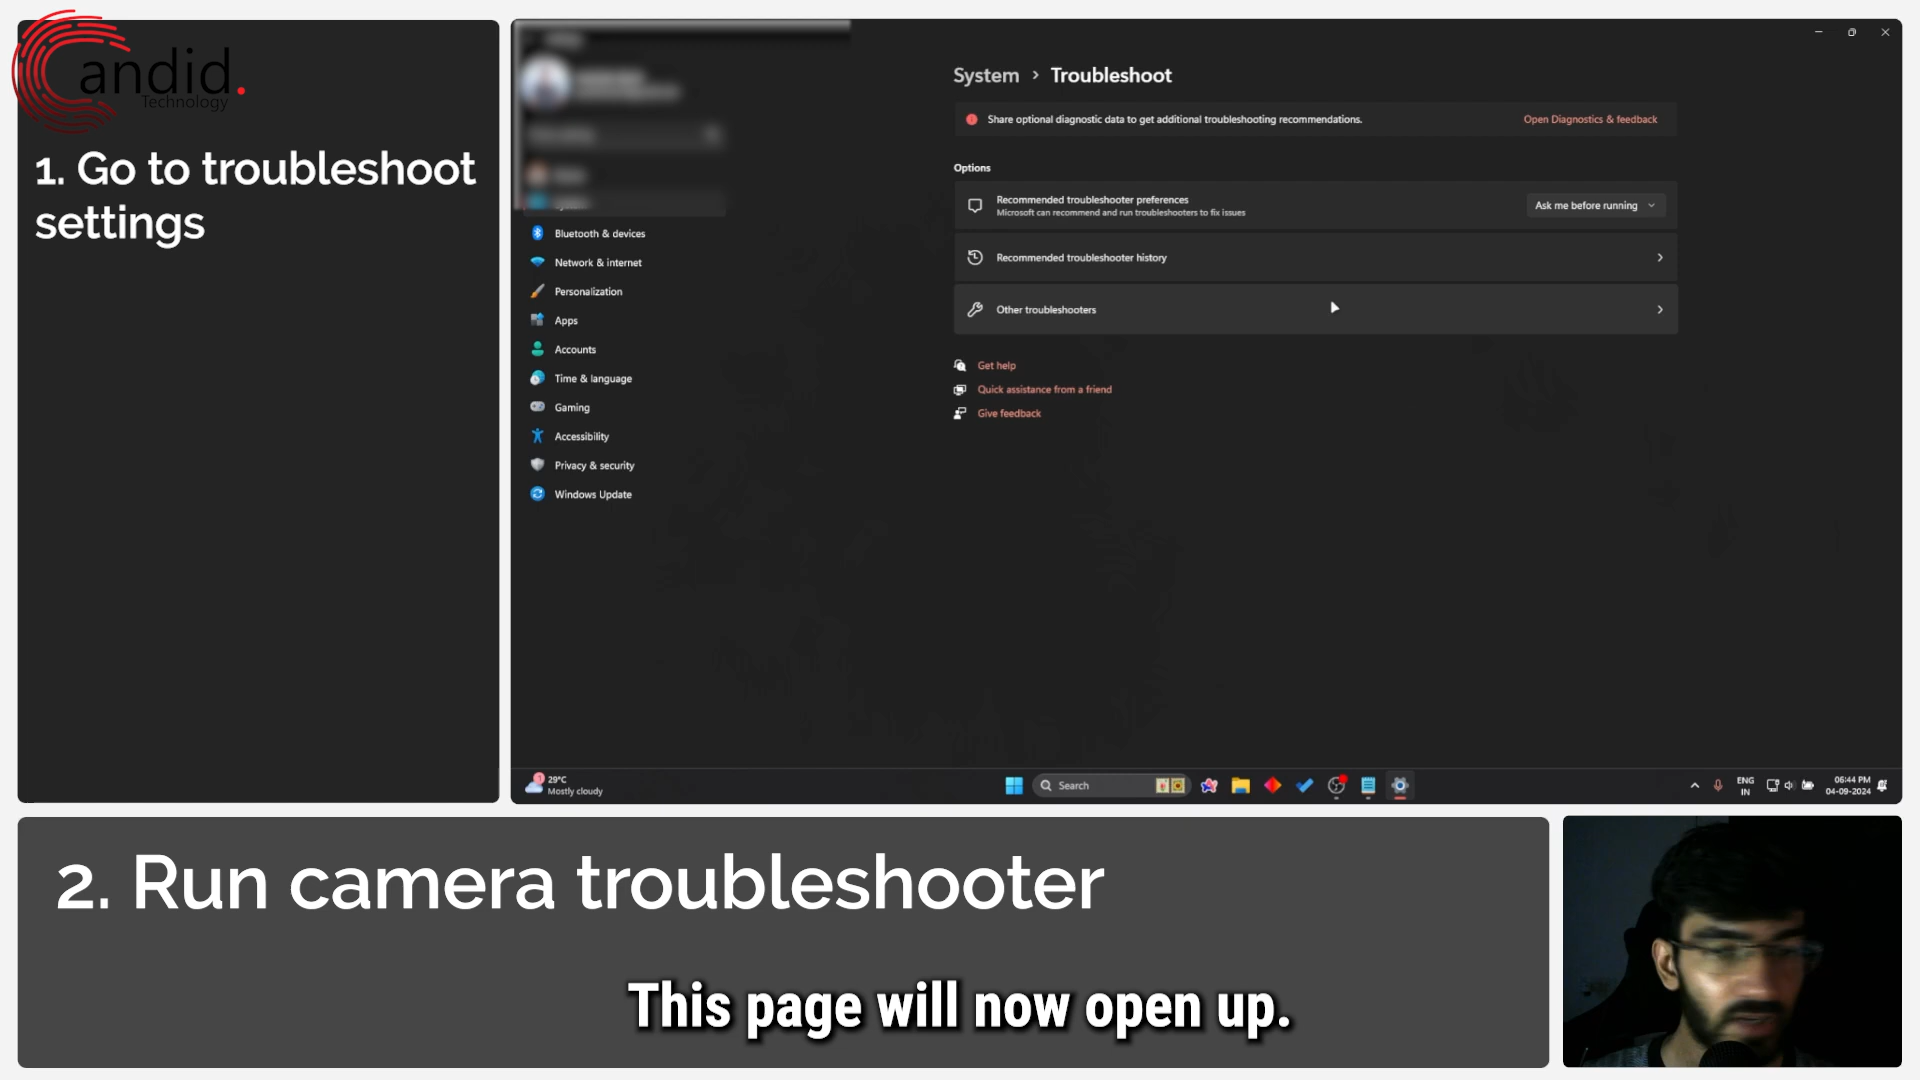 andid.
Technology
1. Go to troubleshoot
settings
System > Troubleshoot
Share optional diagnostic data to get additional troubleshooting recommendations.
Open Diagnostics & feedback
Options
Recommended troubleshooter preferences
Microsoft can recommend and run troubleshooters to fix issues
Ask me before running
Recommended troubleshooter history
Other troubleshooters
Get help
Quick assistance from a friend
Give feedback
Bluetooth & devices
Network & internet
Personalization
Apps
Accounts
Time & language
Gaming
Accessibility
Privacy & security
Windows Update
29°C
Mostly cloudy
Search
ENG
IN
06:44 PM
04-09-2024
2. Run camera troubleshooter
This page will now open up.